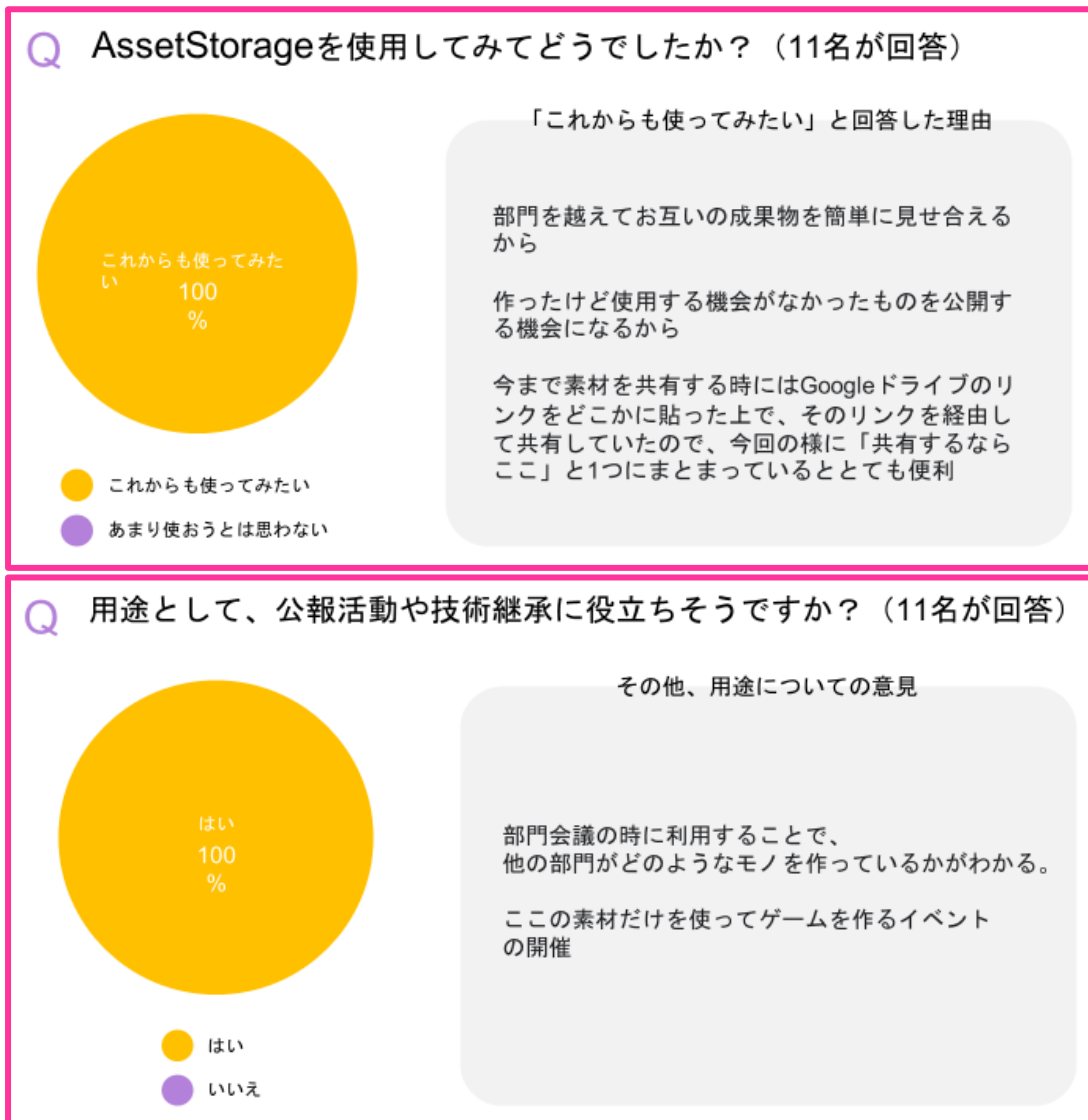 Q AssetStorageを使用してみてどうでしたか？（11名が回答）
これからも使ってみた
い
100
%
これからも使ってみたい
あまり使おうとは思わない
「これからも使ってみたい」と回答した理由
部門を越えてお互いの成果物を簡単に見せ合える
から
作ったけど使用する機会がなかったものを公開す
る機会になるから
今まで素材を共有する時にはGoogleドライブのリ
ンクをどこかに貼った上で、そのリンクを経由し
て共有していたので、今回の様に「共有するなら
ここ」と1つにまとまっているととても便利
Q 用途として、公報活動や技術継承に役立ちそうですか？（11名が回答）
はい
100
%
はい
いいえ
その他、用途についての意見
部門会議の時に利用することで、
他の部門がどのようなモノを作っているかがわかる。
ここの素材だけを使ってゲームを作るイベント
の開催